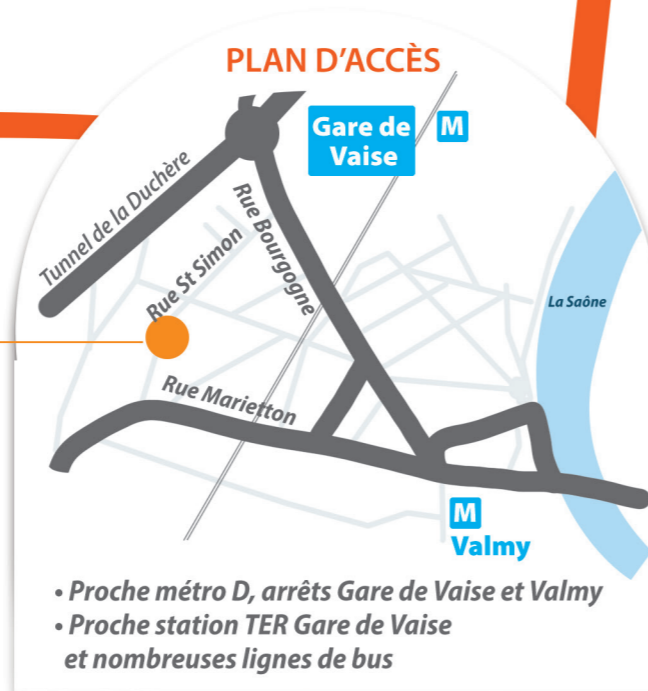 PLAN D'ACCÈS
Gare de
Vaise
M
Tunnel de la Duchère
Rue St Simon
Rue Bourgogne
La Saône
Rue Marietton
M
Valmy
• Proche métro D, arrêts Gare de Vaise et Valmy
• Proche station TER Gare de Vaise
et nombreuses lignes de bus